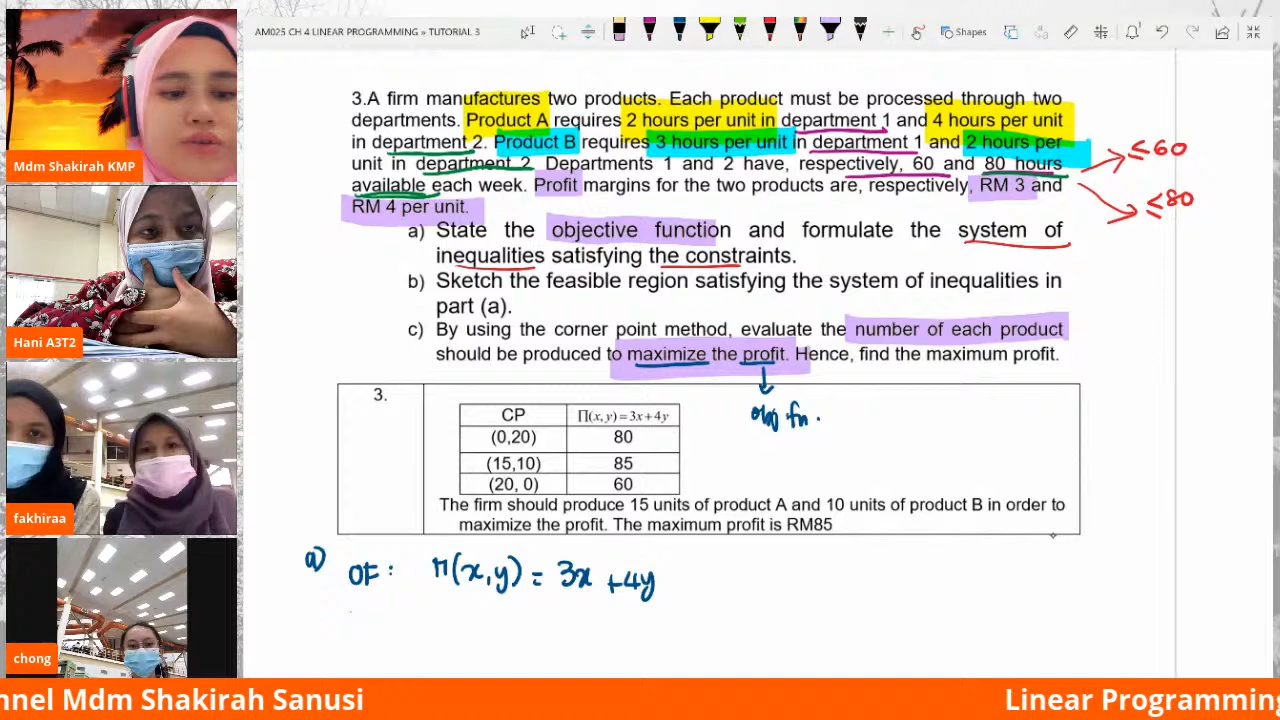 AM025 CH 4 LINEAR PROGRAMMING » TUTORIAL 3
Shapes
3.A firm manufactures two products. Each product must be processed through two
departments. Product A requires 2 hours per unit in department 1 and 4 hours per unit
in department 2. Product B requires 3 hours per unit in department 1 and 2 hours per
unit in department 2. Departments 1 and 2 have, respectively, 60 and 80 hours
available each week. Profit margins for the two products are, respectively, RM 3 and
RM 4 per unit.
≤60
≤80
a) State the objective function and formulate the system of
inequalities satisfying the constraints.
b) Sketch the feasible region satisfying the system of inequalities in
part (a).
c) By using the corner point method, evaluate the number of each product
should be produced to maximize the profit. Hence, find the maximum profit.
obj fn.
3.
CP ∏(x, y)=3x+4y
(0,20) 80
(15,10) 85
(20, 0) 60
The firm should produce 15 units of product A and 10 units of product B in order to
maximize the profit. The maximum profit is RM85
a) OF: π(x,y) = 3x +4y
Mdm Shakirah KMP
Hani A3T2
fakhiraa
chong
nnel Mdm Shakirah Sanusi
Linear Programming